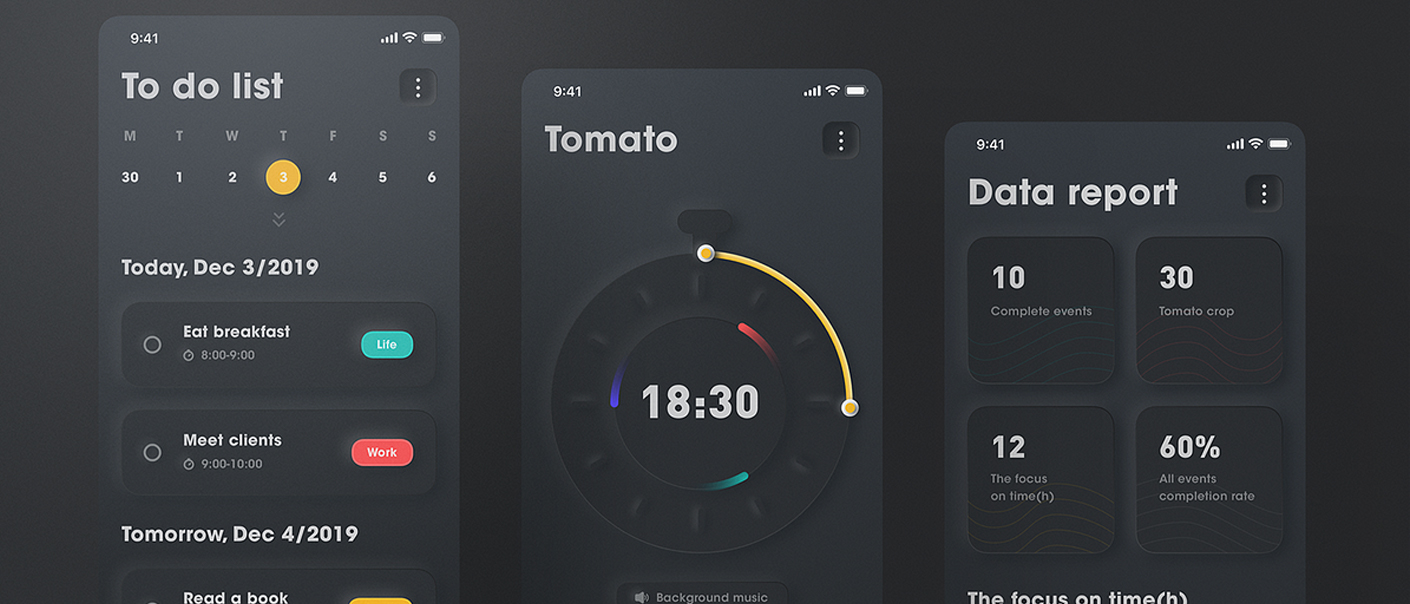 9:41
To do list
M T W T F S S
30 1 2 3 4 5 6
Today, Dec 3/2019
Eat breakfast
8:00-9:00
Life
Meet clients
9:00-10:00
Work
Tomorrow, Dec 4/2019
Read a book
9:41
Tomato
18:30
Background music
9:41
Data report
10
Complete events
30
Tomato crop
12
The focus
on time(h)
60%
All events
completion rate
The focus on time(h)